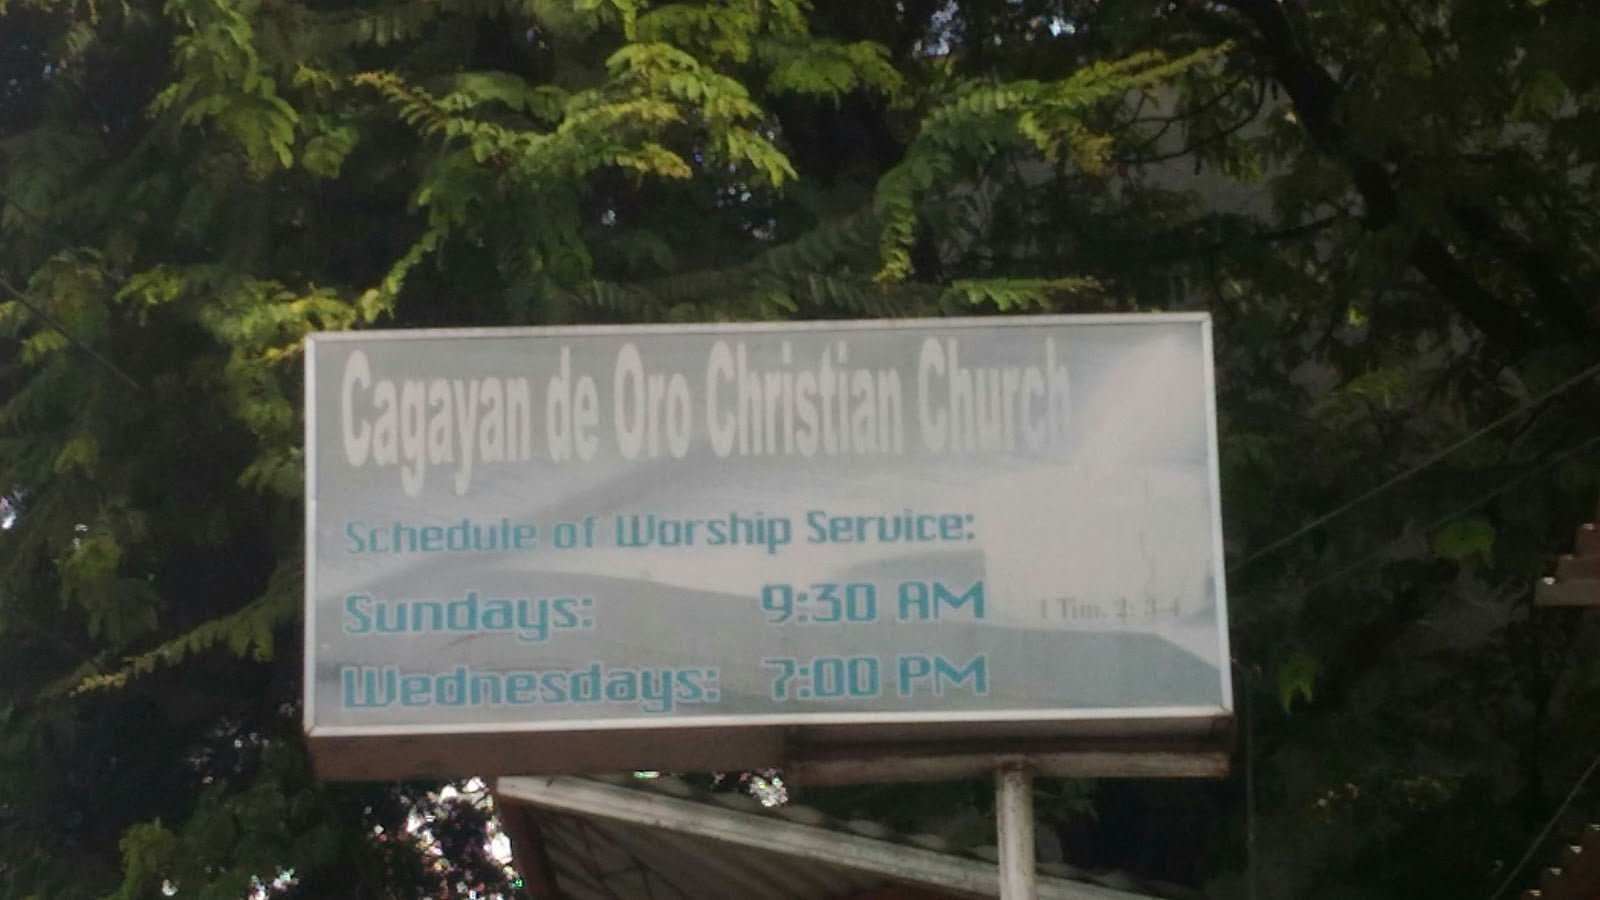 Cagayan de Oro Christian Church
Schedule of Worship Service:
Sundays: 9:30 AM
1 Tim. 2: 3-4
Wednesdays: 7:00 PM